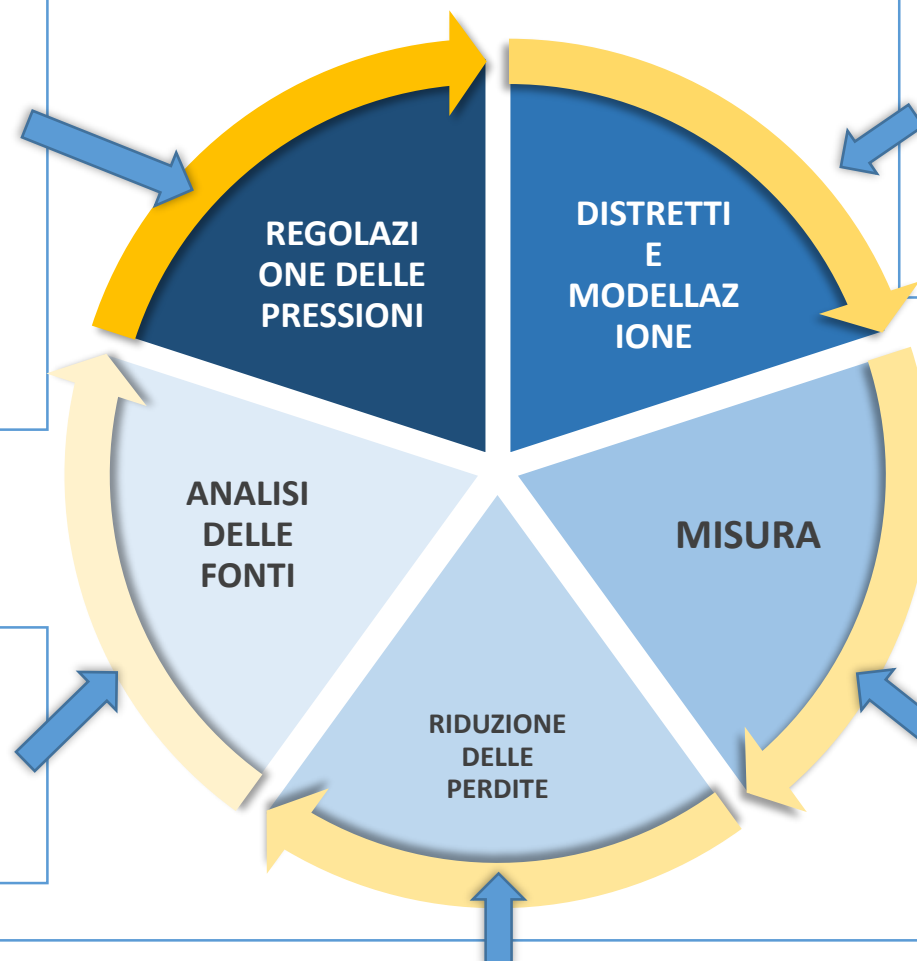 REGOLAZI
ONE DELLE
PRESSIONI
DISTRETTI
E
MODELLAZ
IONE
MISURA
RIDUZIONE
DELLE
PERDITE
ANALISI
DELLE
FONTI